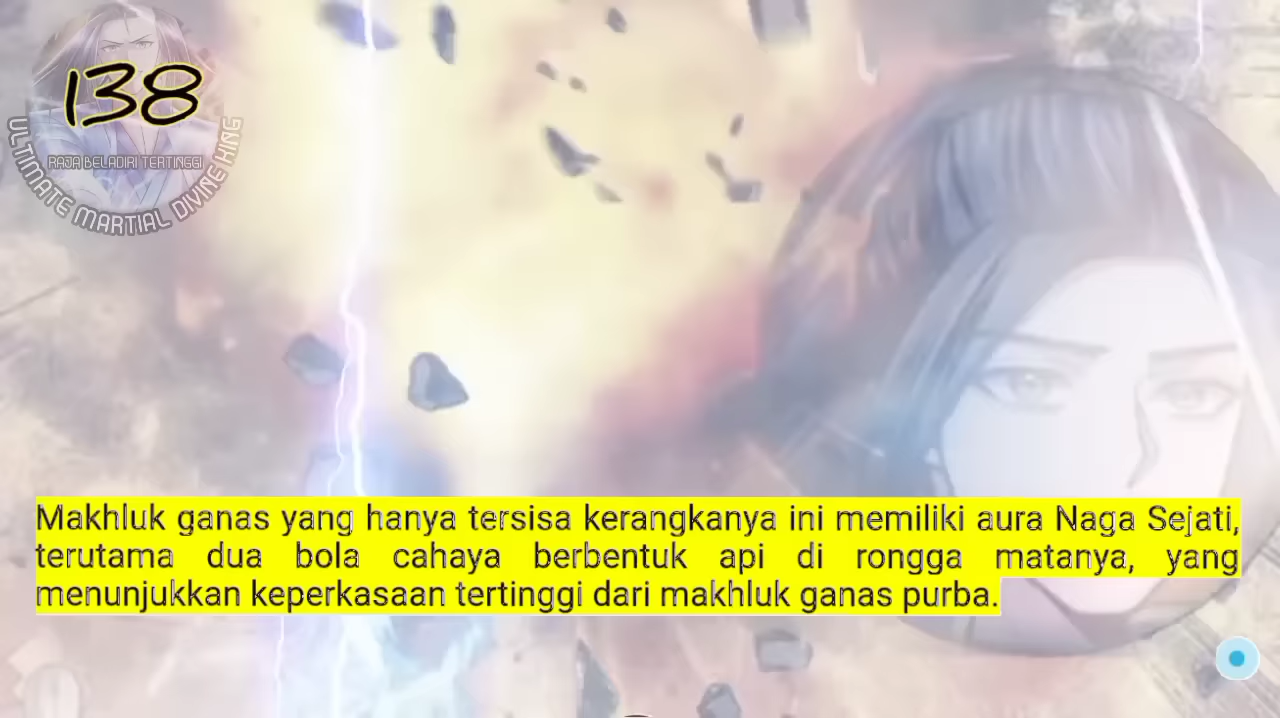 138
RAJA BELADIRI TERTINGGI
ULTIMATE MARTIAL DIVINE KING
Makhluk ganas yang hanya tersisa kerangkanya ini memiliki aura Naga Sejati,
terutama dua bola cahaya berbentuk api di rongga matanya, yang
menunjukkan keperkasaan tertinggi dari makhluk ganas purba.